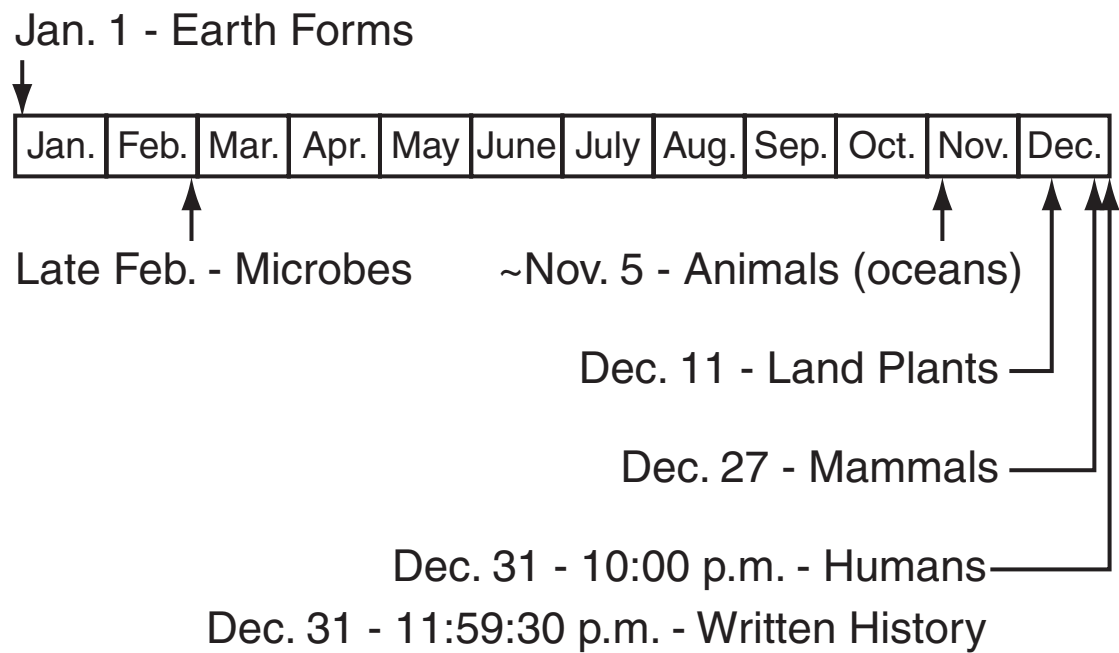 Jan. 1 - Earth Forms
Jan. Feb. Mar. Apr. May June July Aug. Sep. Oct. Nov. Dec.
Late Feb. - Microbes ~Nov. 5 - Animals (oceans)
Dec. 11 - Land Plants
Dec. 27 - Mammals
Dec. 31 - 10:00 p.m. - Humans
Dec. 31 - 11:59:30 p.m. - Written History